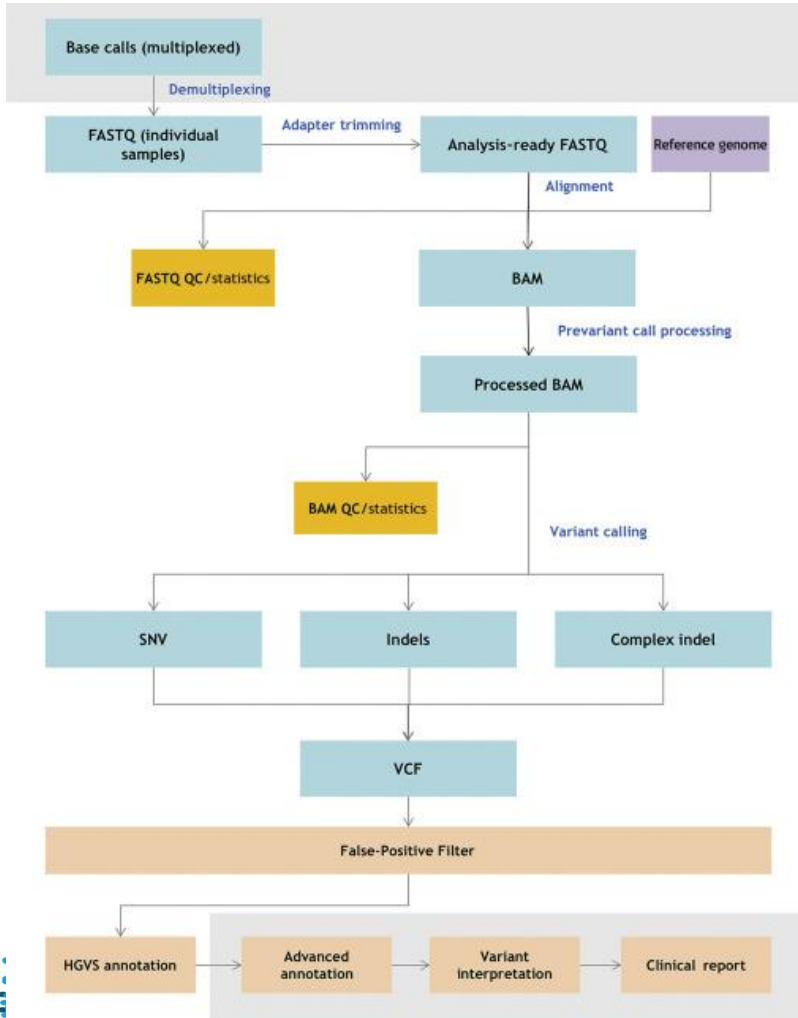 Base calls (multiplexed)
Demultiplexing
FASTQ (individual
samples)
Adapter trimming
Analysis-ready FASTQ
Reference genome
Alignment
FASTQ QC/statistics
BAM
Prevariant call processing
Processed BAM
BAM QC/statistics
Variant calling
SNV
Indels
Complex indel
VCF
False-Positive Filter
HGVS annotation
Advanced
annotation
Variant
interpretation
Clinical report